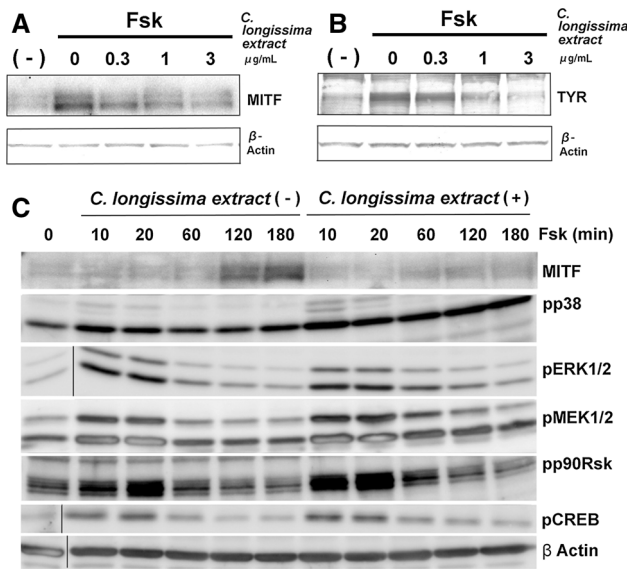 A
Fsk
C. longissima extract
(-) 0 0.3 1 3 μg/mL
MITF
β-Actin
B
Fsk
C. longissima extract
(-) 0 0.3 1 3 μg/mL
TYR
β-Actin
C
C. longissima extract (-) C. longissima extract (+)
0 10 20 60 120 180 10 20 60 120 180 Fsk (min)
MITF
pp38
pERK1/2
pMEK1/2
pp90Rsk
pCREB
β Actin